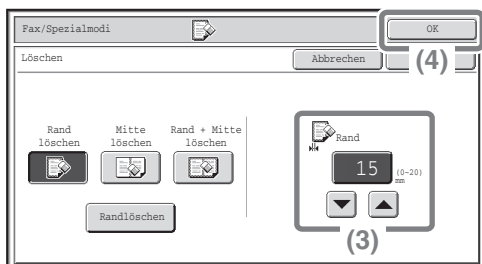 Fax/Spezialmodi
OK
Löschen
Abbrechen
(4)
Rand
löschen
Mitte
löschen
Rand + Mitte
löschen
Randlöschen
Rand
15
(0-20)
mm
(3)